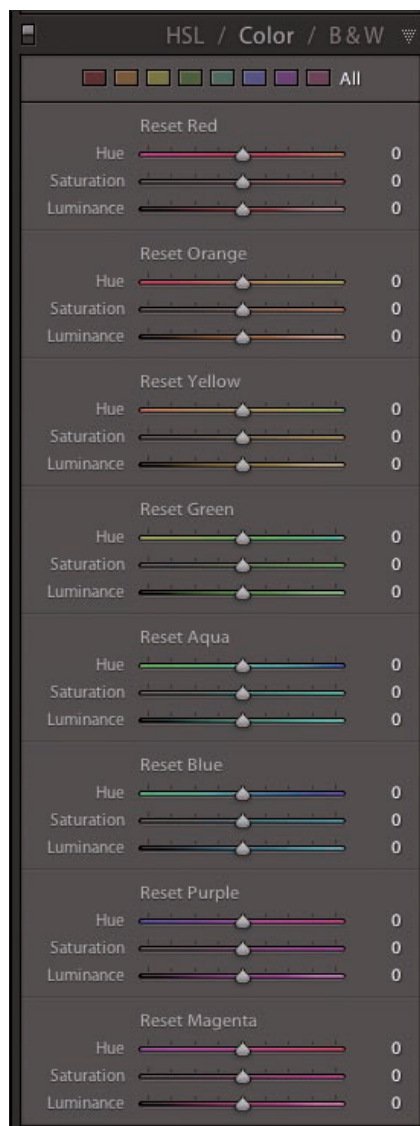 HSL / Color / B & W
All
Reset Red
Hue 0
Saturation 0
Luminance 0
Reset Orange
Hue 0
Saturation 0
Luminance 0
Reset Yellow
Hue 0
Saturation 0
Luminance 0
Reset Green
Hue 0
Saturation 0
Luminance 0
Reset Aqua
Hue 0
Saturation 0
Luminance 0
Reset Blue
Hue 0
Saturation 0
Luminance 0
Reset Purple
Hue 0
Saturation 0
Luminance 0
Reset Magenta
Hue 0
Saturation 0
Luminance 0